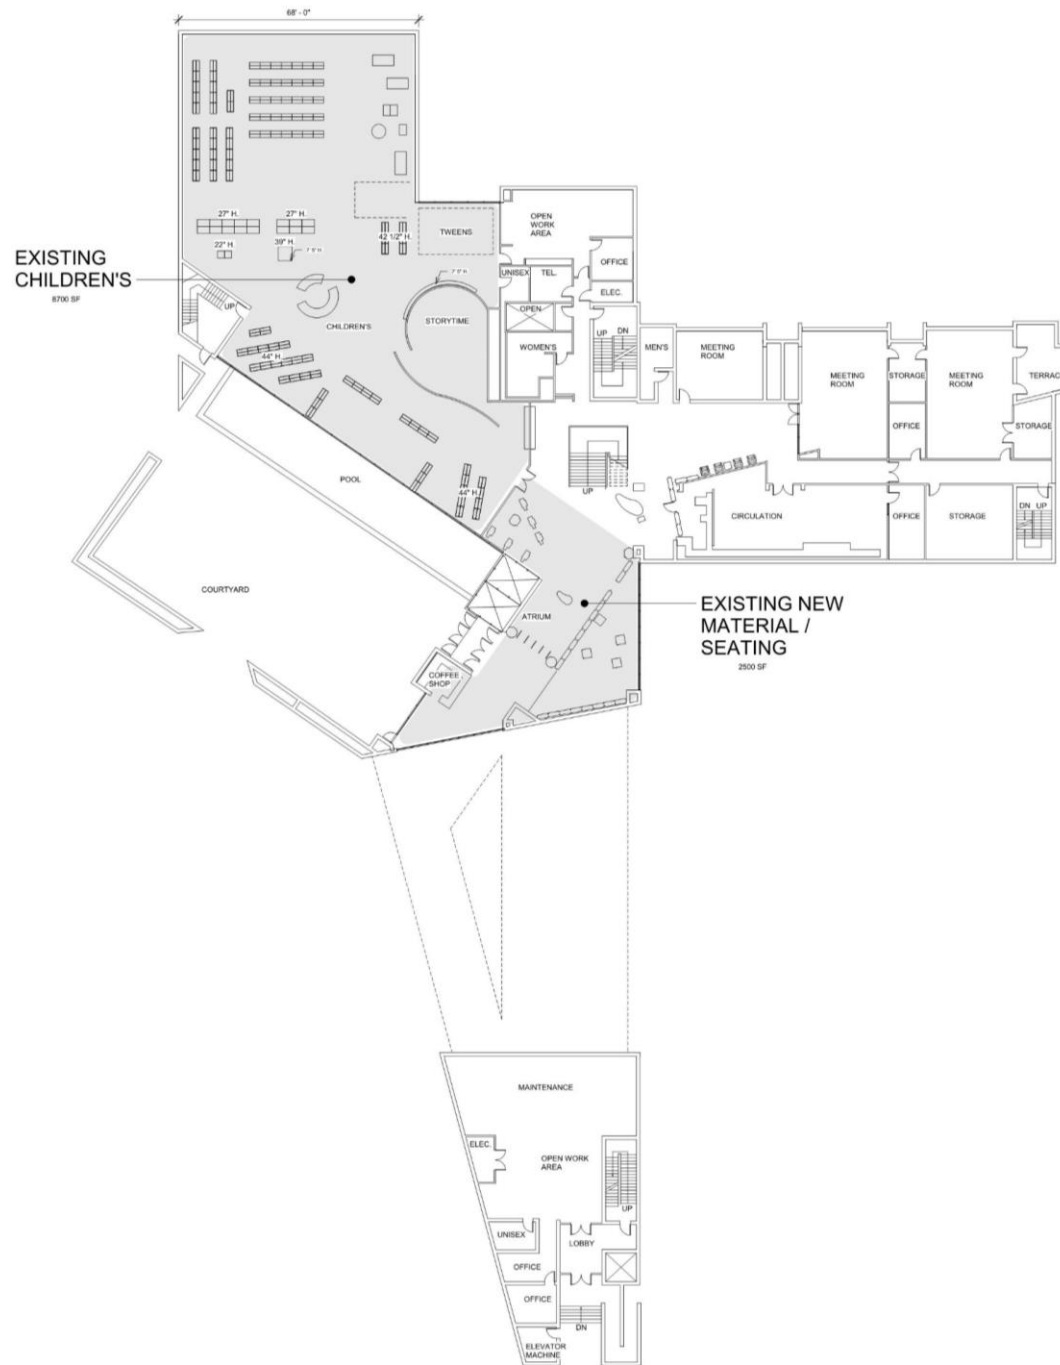 68' - 0"
27" H.
27" H.
22" H.
39" H.
42 1/2" H.
TWEENS
OPEN
WORK
AREA
OFFICE
UNISEX
TEL.
ELEC.
EXISTING
CHILDREN'S
8700 SF
UP
CHILDREN'S
STORYTIME
OPEN
WOMEN'S
UP
DN
MEN'S
MEETING
ROOM
MEETING
ROOM
STORAGE
MEETING
ROOM
TERRAC
OFFICE
STORAGE
44" H.
44" H.
POOL
UP
CIRCULATION
OFFICE
STORAGE
DN
UP
COURTYARD
ATRIUM
EXISTING NEW
MATERIAL /
SEATING
2500 SF
COFFEE
SHOP
MAINTENANCE
ELEC.
OPEN WORK
AREA
UP
UNISEX
LOBBY
OFFICE
OFFICE
DN
ELEVATOR
MACHINE